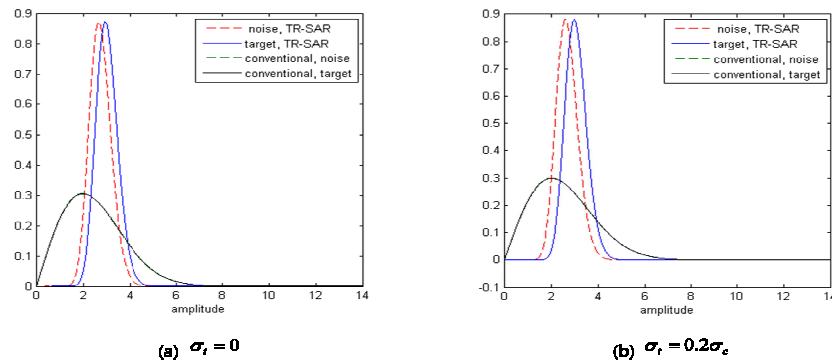 0.9
0.8
0.7
0.6
0.5
0.4
0.3
0.2
0.1
0
0 2 4 6 8 10 12 14
amplitude
noise, TR-SAR
target, TR-SAR
conventional, noise
conventional, target
(a) σₜ = 0
0.9
0.8
0.7
0.6
0.5
0.4
0.3
0.2
0.1
0
-0.1
0 2 4 6 8 10 12 14
amplitude
noise, TR-SAR
target, TR-SAR
conventional, noise
conventional, target
(b) σₜ = 0.2σ_c